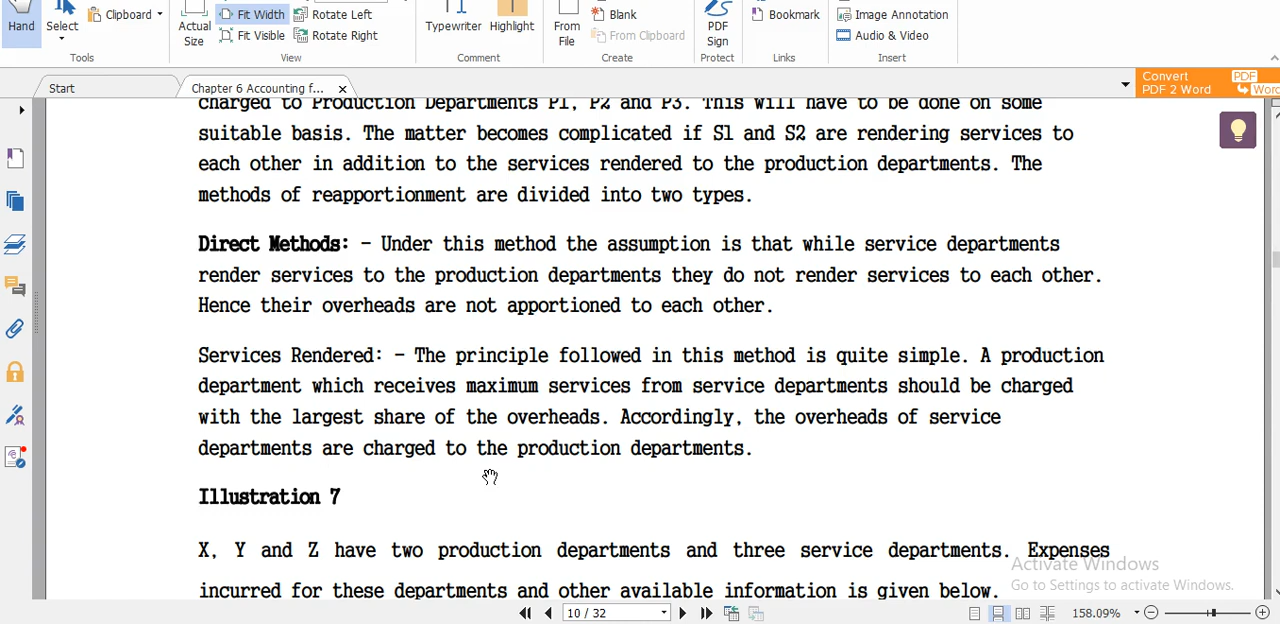 Hand
Select
Clipboard
Actual
Size
Fit Width
Fit Visible
Rotate Left
Rotate Right
Typewriter
Highlight
From
File
Blank
From Clipboard
PDF
Sign
Bookmark
Image Annotation
Audio & Video
Tools
View
Comment
Create
Protect
Links
Insert
Start
Chapter 6 Accounting f...
Convert
PDF 2 Word
PDF
Word
charged to Production Departments P1, P2 and P3. This will have to be done on some
suitable basis. The matter becomes complicated if S1 and S2 are rendering services to
each other in addition to the services rendered to the production departments. The
methods of reapportionment are divided into two types.
Direct Methods: - Under this method the assumption is that while service departments
render services to the production departments they do not render services to each other.
Hence their overheads are not apportioned to each other.
Services Rendered: - The principle followed in this method is quite simple. A production
department which receives maximum services from service departments should be charged
with the largest share of the overheads. Accordingly, the overheads of service
departments are charged to the production departments.
Illustration 7
X, Y and Z have two production departments and three service departments. Expenses
incurred for these departments and other available information is given below.
Activate Windows
Go to Settings to activate Windows.
10 / 32
158.09%